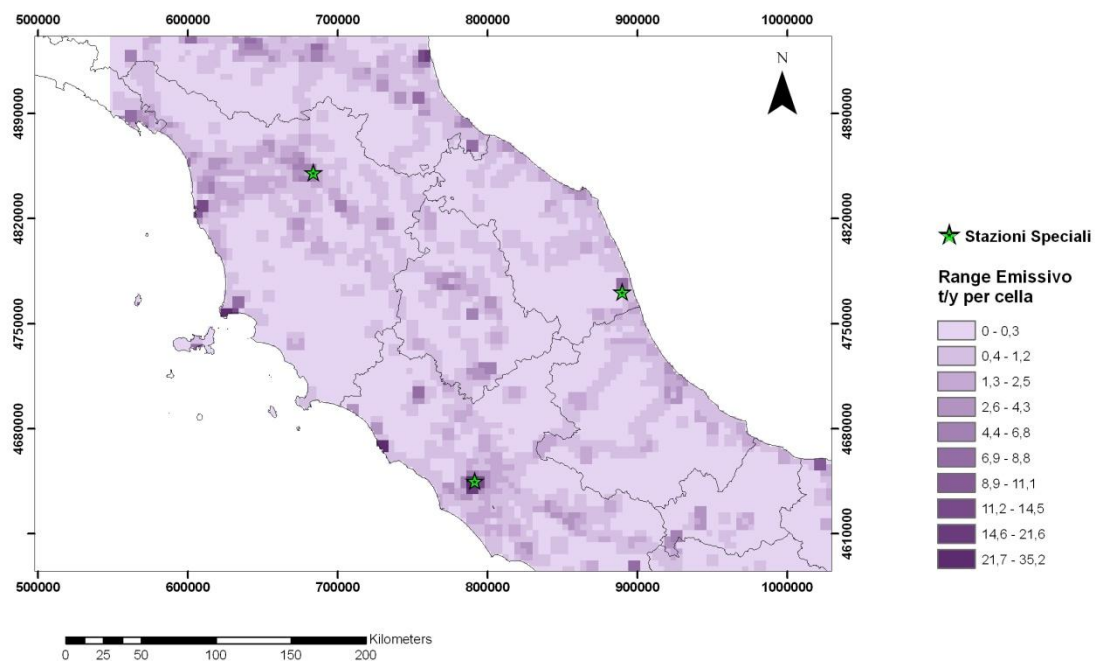 500000 600000 700000 800000 900000 1000000
N
4890000 4890000
4820000 4820000
4750000 4750000
4680000 4680000
4610000 4610000
500000 600000 700000 800000 900000 1000000
Stazioni Speciali
Range Emissivo
t/y per cella
0 - 0,3
0,4 - 1,2
1,3 - 2,5
2,6 - 4,3
4,4 - 6,8
6,9 - 8,8
8,9 - 11,1
11,2 - 14,5
14,6 - 21,6
21,7 - 35,2
Kilometers
0 25 50 100 150 200